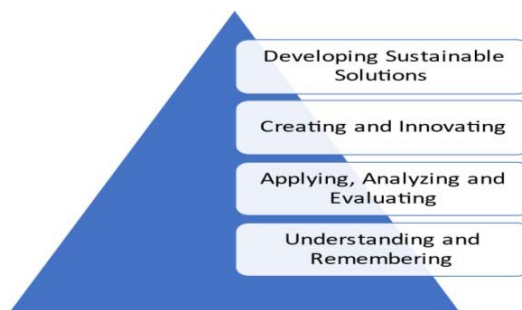 Developing Sustainable
Solutions
Creating and Innovating
Applying, Analyzing and
Evaluating
Understanding and
Remembering